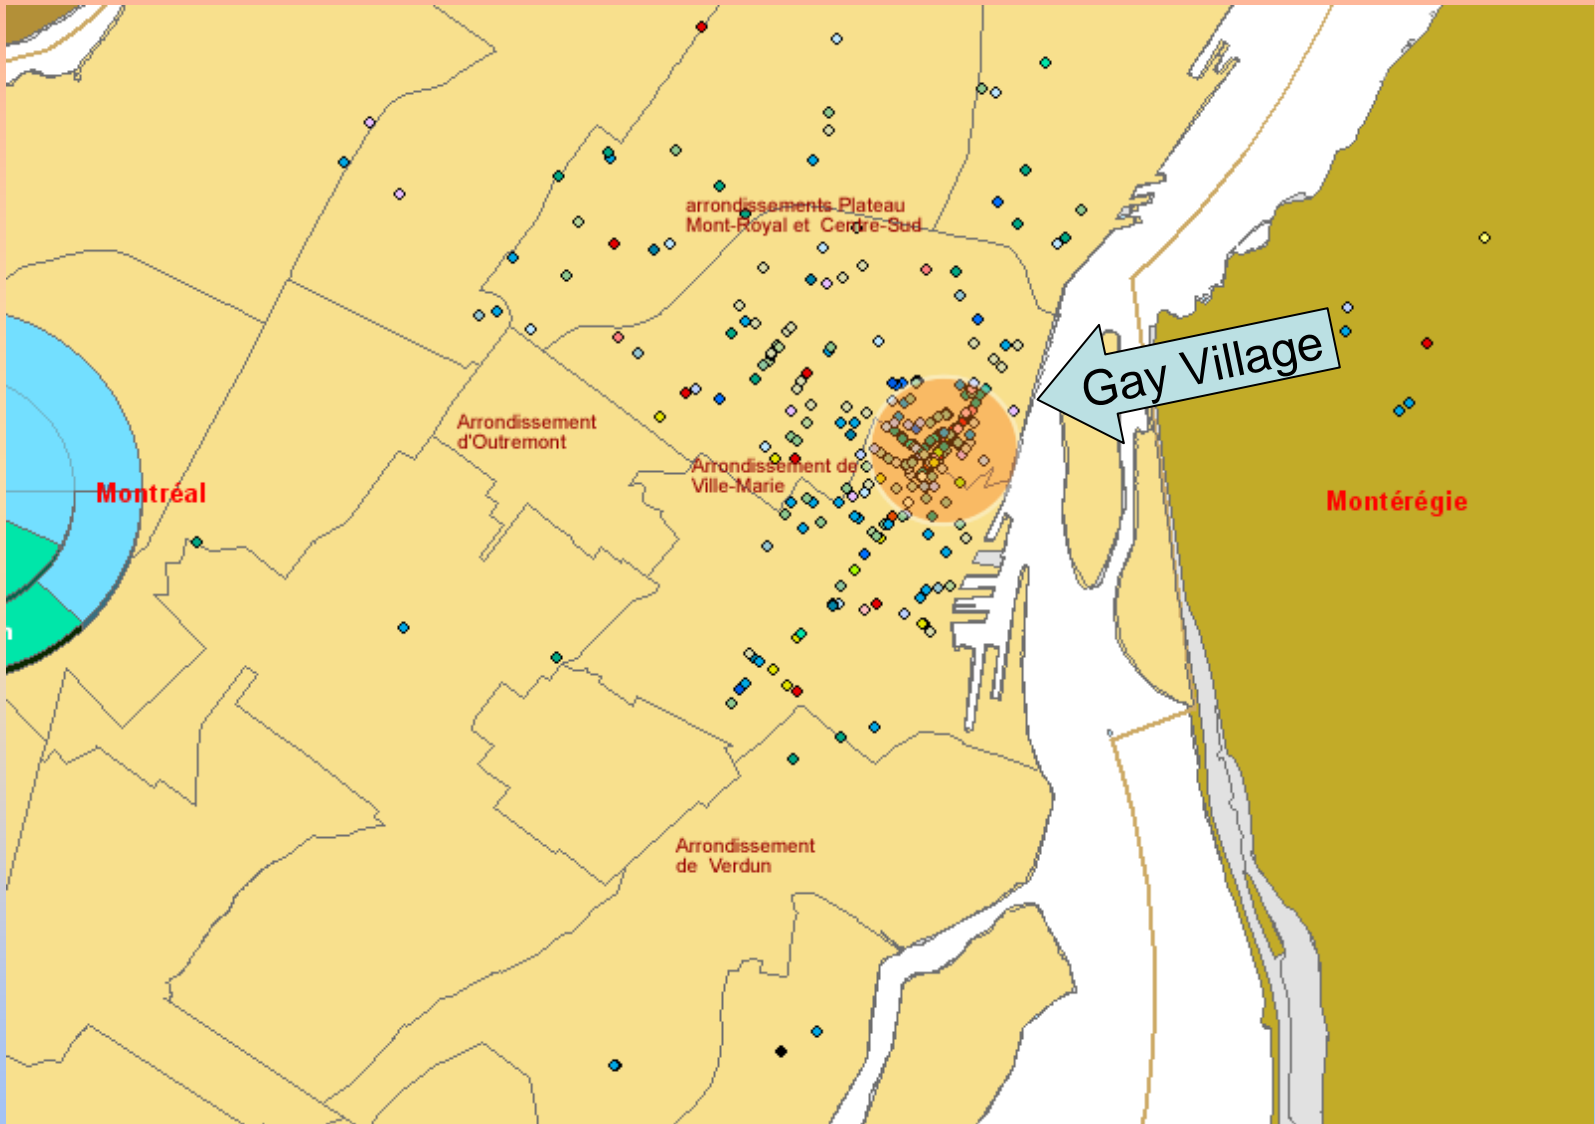 arrondissements Plateau
Mont-Royal et Centre-Sud
Gay Village
Arrondissement
d'Outremont
Arrondissement de
Ville-Marie
Montréal
Montérégie
n
Arrondissement
de Verdun